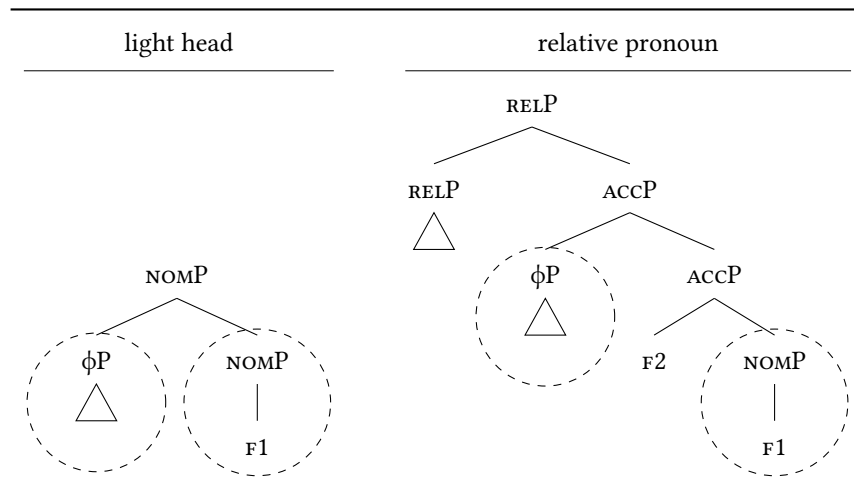 light head relative pronoun
RELP
RELP ACCP
NOMP ϕP ACCP
ϕP NOMP F2 NOMP
F1 F1